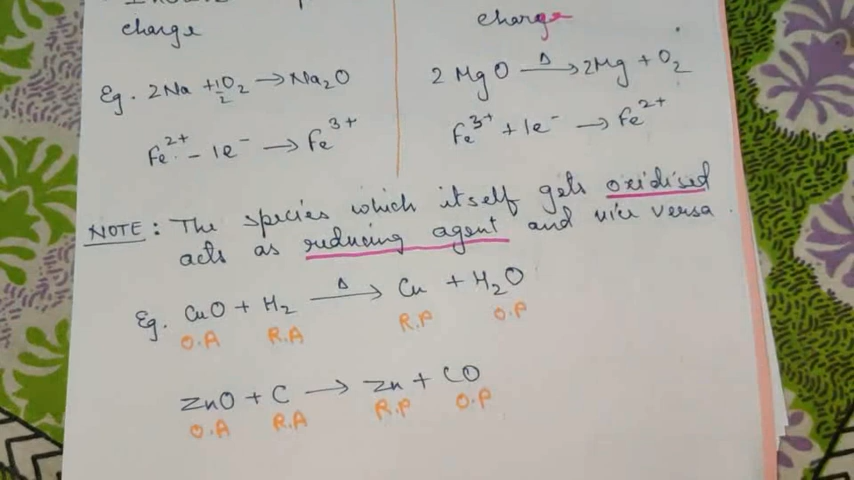 charge
Eg. 2Na + 1/2 O₂ → Na₂O
Fe²⁺ - 1e⁻ → Fe³⁺
charge
2 MgO Δ→ 2Mg + O₂
Fe³⁺ + 1e⁻ → Fe²⁺
NOTE: The species which itself gets oxidised
acts as reducing agent and vice versa.
Eg. CuO + H₂ Δ→ Cu + H₂O
O.A R.A R.P O.P
ZnO + C → Zn + CO
O.A R.A R.P O.P